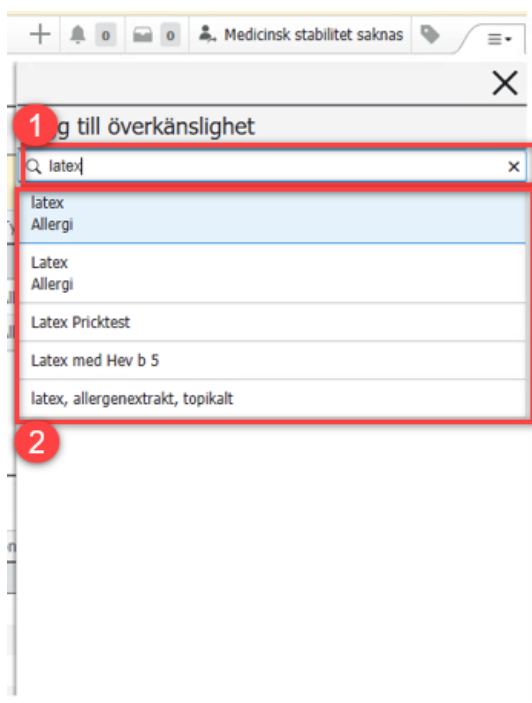 0 0 Medicinsk stabilitet saknas
1 g till överkänslighet
latex
latex
Allergi
Latex
Allergi
Latex Pricktest
Latex med Hev b 5
latex, allergenextrakt, topikalt
2